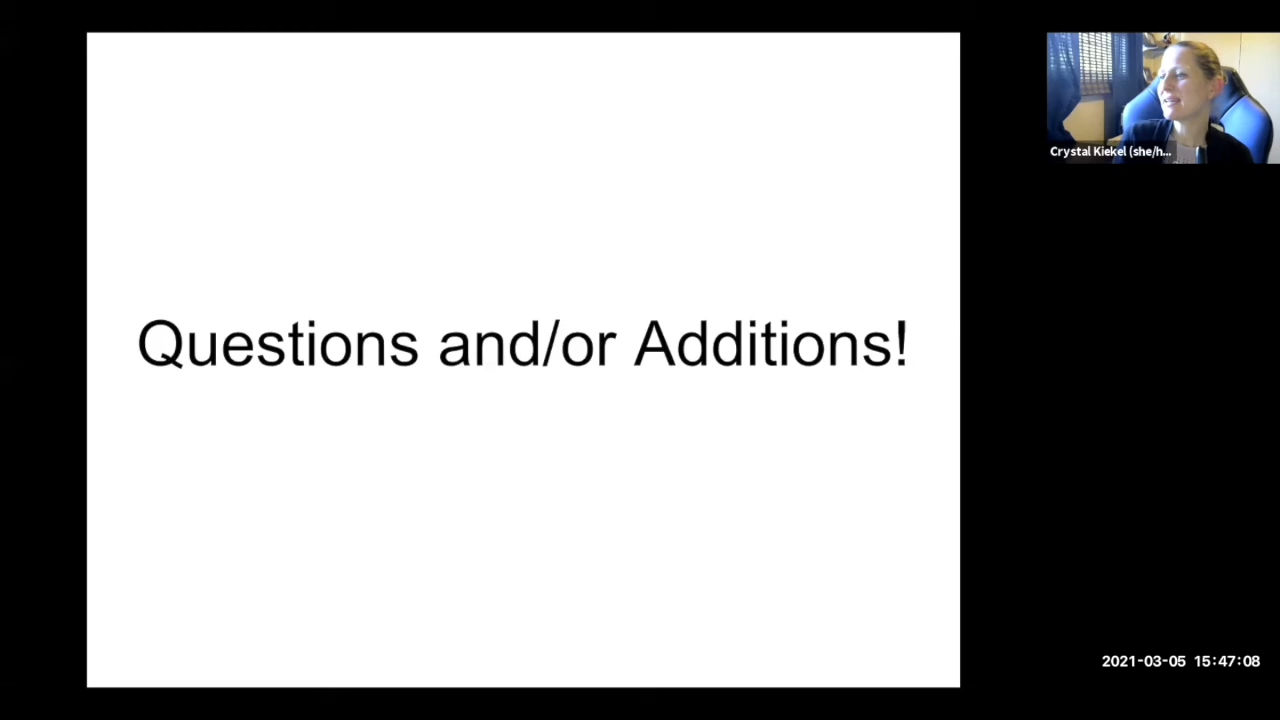 Questions and/or Additions!
Crystal Kiekel (she/h...
2021-03-05 15:47:08